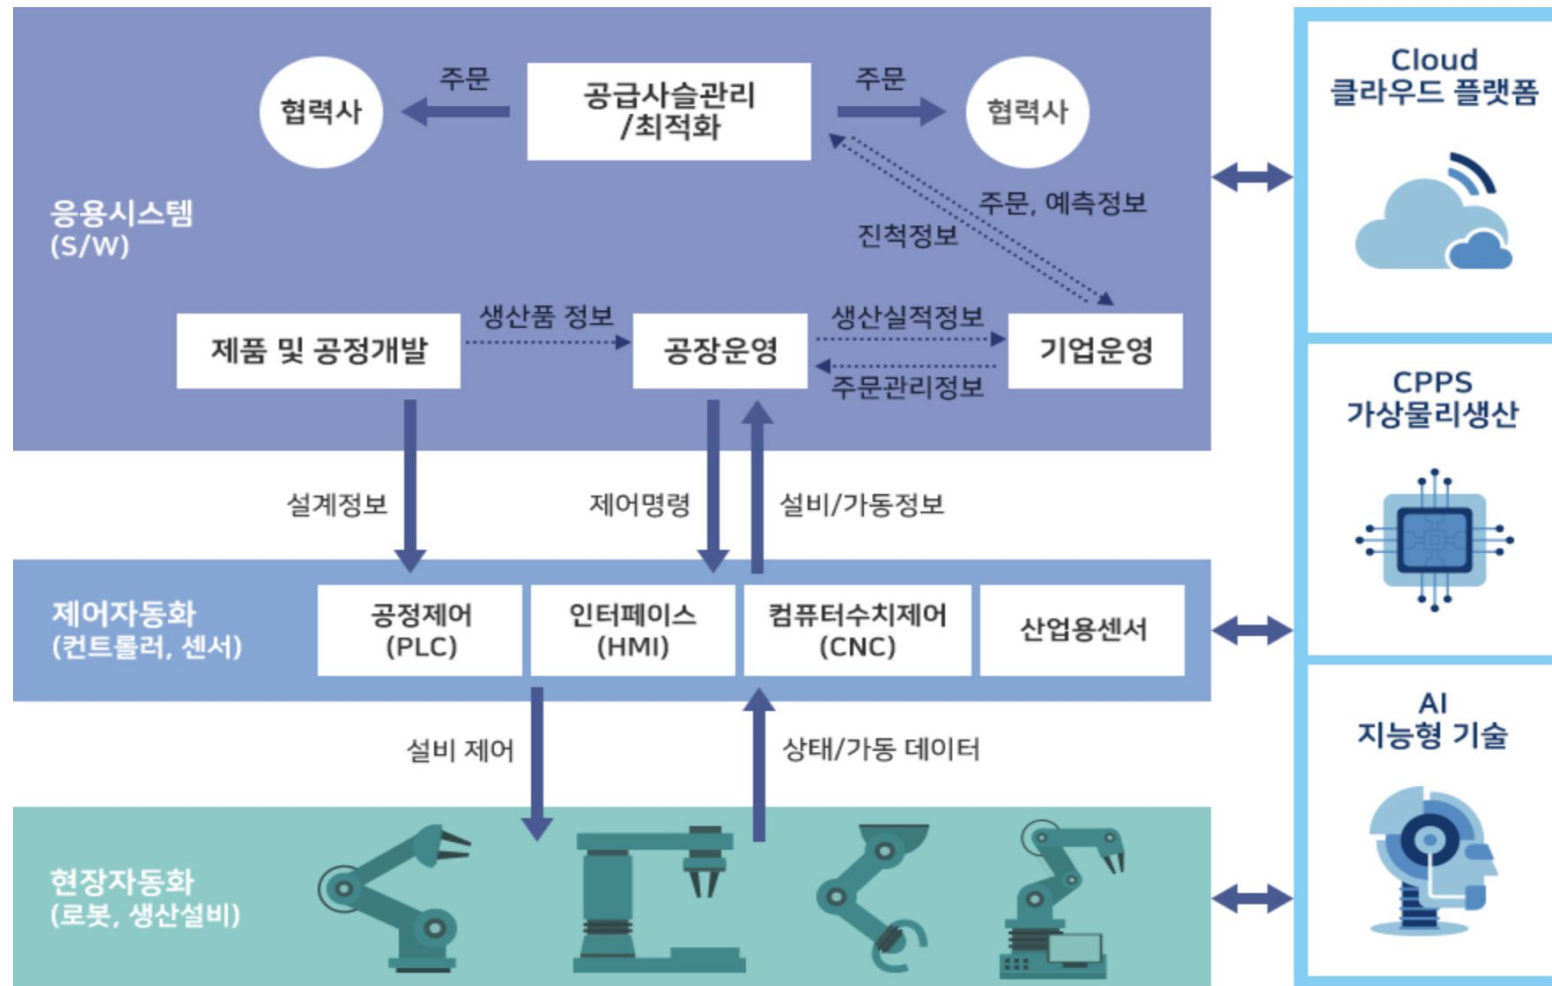 협력사
주문
공급사슬관리
/최적화
주문
협력사
응용시스템
(S/W)
주문, 예측정보
진척정보
제품 및 공정개발
생산품 정보
공장운영
생산실적정보
주문관리정보
기업운영
설계정보
제어명령
설비/가동정보
제어자동화
(컨트롤러, 센서)
공정제어
(PLC)
인터페이스
(HMI)
컴퓨터수치제어
(CNC)
산업용센서
설비 제어
상태/가동 데이터
현장자동화
(로봇, 생산설비)
Cloud
클라우드 플랫폼
CPPS
가상물리생산
AI
지능형 기술